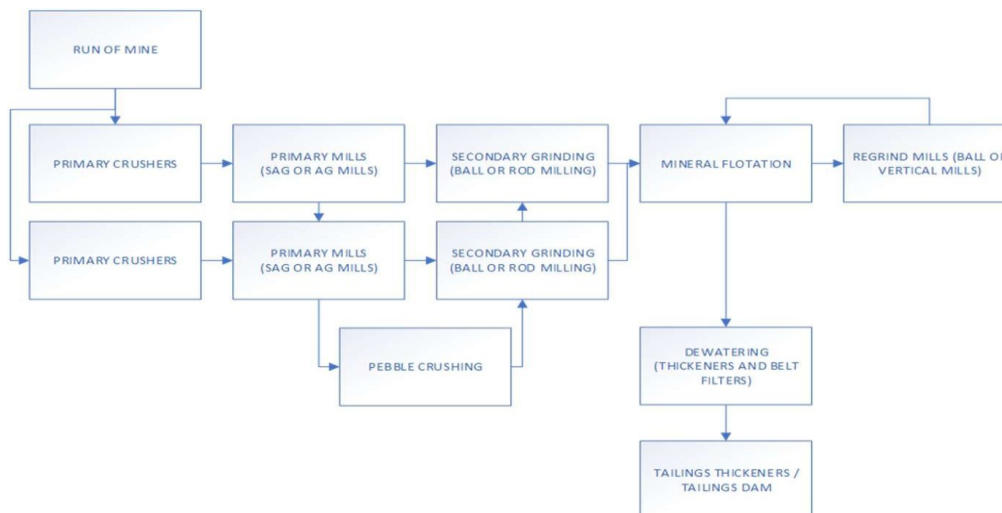 RUN OF MINE
PRIMARY CRUSHERS
PRIMARY MILLS
(SAG OR AG MILLS)
SECONDARY GRINDING
(BALL OR ROD MILLING)
MINERAL FLOTATION
REGRIND MILLS (BALL OR
VERTICAL MILLS)
PRIMARY CRUSHERS
PRIMARY MILLS
(SAG OR AG MILLS)
SECONDARY GRINDING
(BALL OR ROD MILLING)
PEBBLE CRUSHING
DEWATERING
(THICKENERS AND BELT
FILTERS)
TAILINGS THICKENERS /
TAILINGS DAM